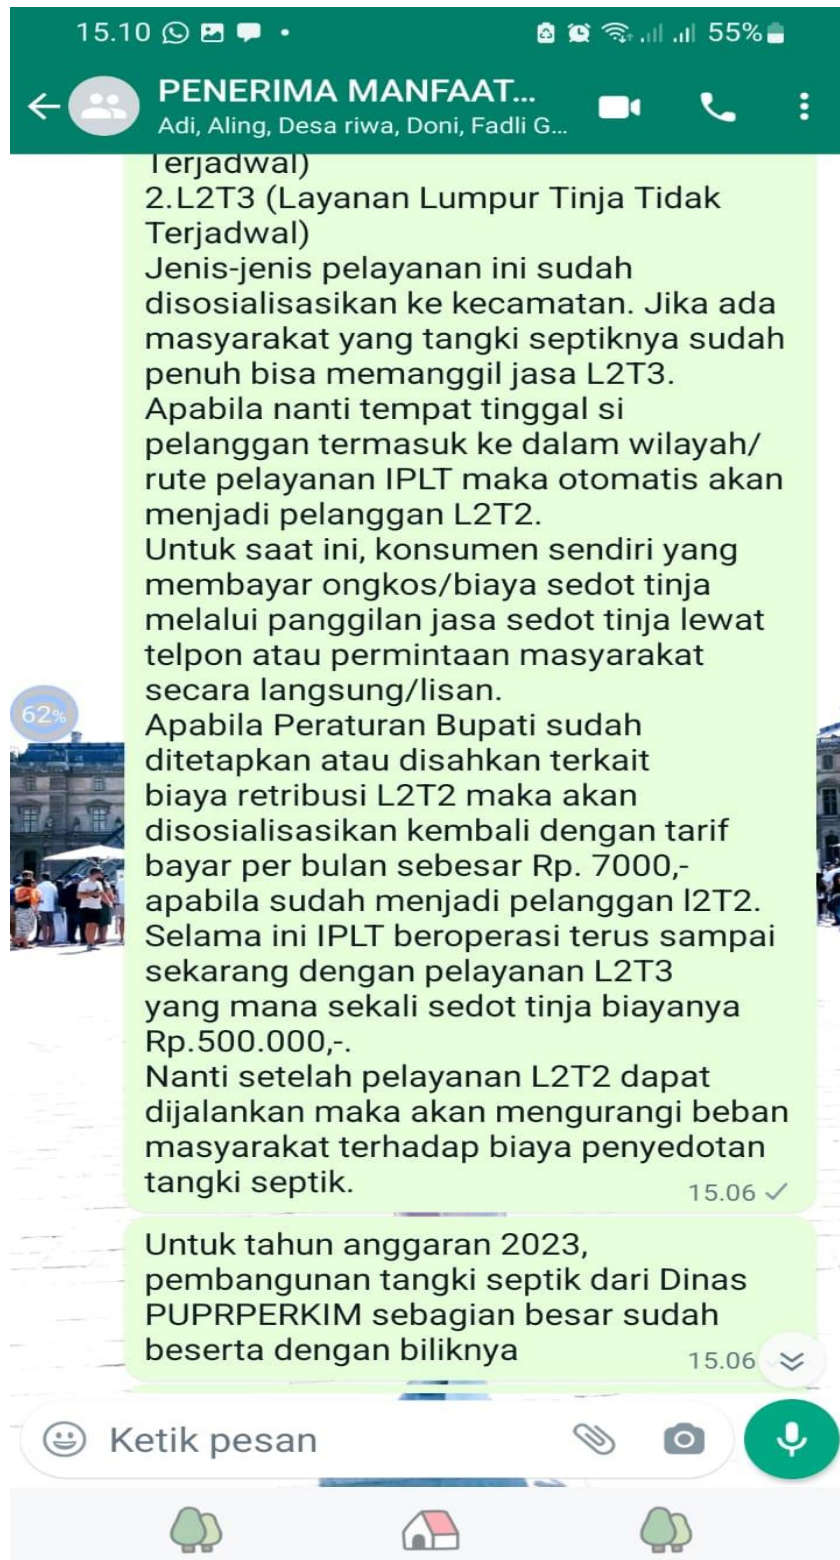 15.10
55%
PENERIMA MANFAAT...
Adi, Aling, Desa riwa, Doni, Fadli G...
Terjadwal)
2.L2T3 (Layanan Lumpur Tinja Tidak
Terjadwal)
Jenis-jenis pelayanan ini sudah
disosialisasikan ke kecamatan. Jika ada
masyarakat yang tangki septiknya sudah
penuh bisa memanggil jasa L2T3.
Apabila nanti tempat tinggal si
pelanggan termasuk ke dalam wilayah/
rute pelayanan IPLT maka otomatis akan
menjadi pelanggan L2T2.
Untuk saat ini, konsumen sendiri yang
membayar ongkos/biaya sedot tinja
melalui panggilan jasa sedot tinja lewat
telpon atau permintaan masyarakat
secara langsung/lisan.
62%
Apabila Peraturan Bupati sudah
ditetapkan atau disahkan terkait
biaya retribusi L2T2 maka akan
disosialisasikan kembali dengan tarif
bayar per bulan sebesar Rp. 7000,-
apabila sudah menjadi pelanggan l2T2.
Selama ini IPLT beroperasi terus sampai
sekarang dengan pelayanan L2T3
yang mana sekali sedot tinja biayanya
Rp.500.000,-.
Nanti setelah pelayanan L2T2 dapat
dijalankan maka akan mengurangi beban
masyarakat terhadap biaya penyedotan
tangki septik.
15.06
Untuk tahun anggaran 2023,
pembangunan tangki septik dari Dinas
PUPRPERKIM sebagian besar sudah
beserta dengan biliknya
15.06
Ketik pesan